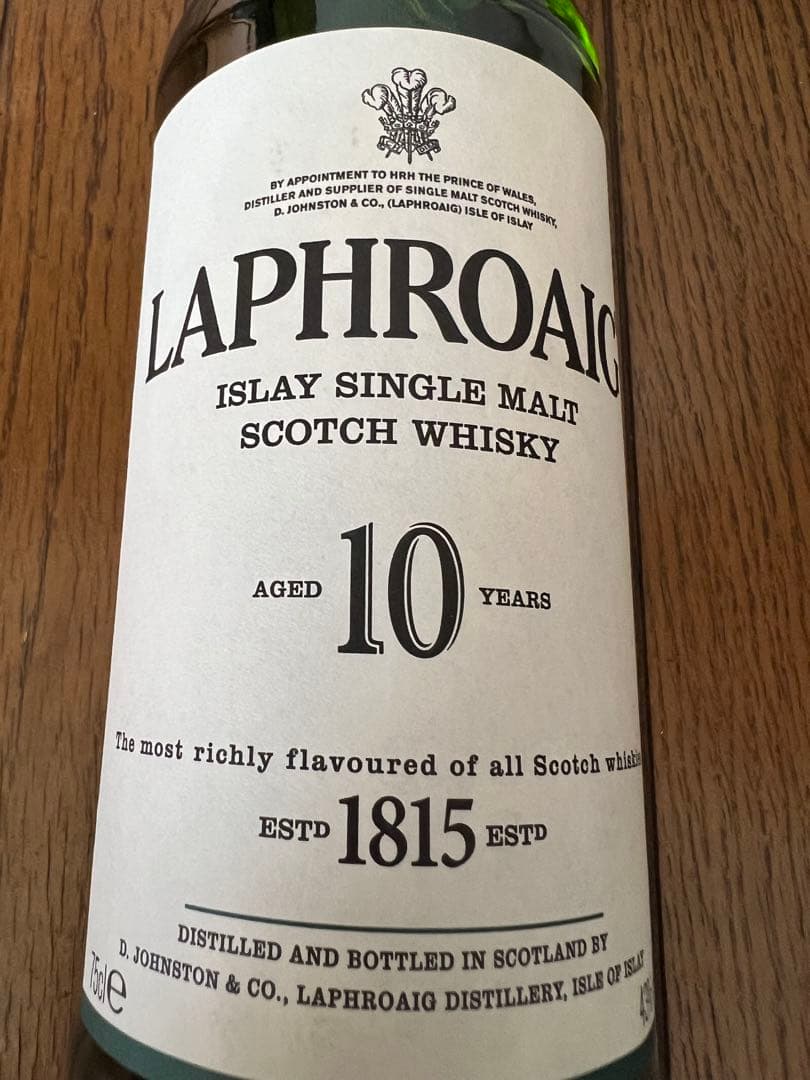 BY APPOINTMENT TO HRH THE PRINCE OF WALES,
DISTILLER AND SUPPLIER OF SINGLE MALT SCOTCH WHISKY,
D. JOHNSTON & CO., (LAPHROAIG) ISLE OF ISLAY
LAPHROAIG
ISLAY SINGLE MALT
SCOTCH WHISKY
AGED 10 YEARS
The most richly flavoured of all Scotch
ESTD 1815 ESTD
DISTILLED AND BOTTLED IN SCOTLAND BY
D. JOHNSTON & CO., LAPHROAIG DISTILLERY, ISLE OF ISLAY
75cl e